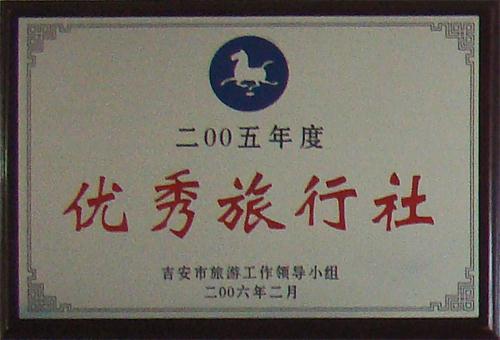 二00五年度
优秀旅行社
吉安市旅游工作领导小组
二00六年二月